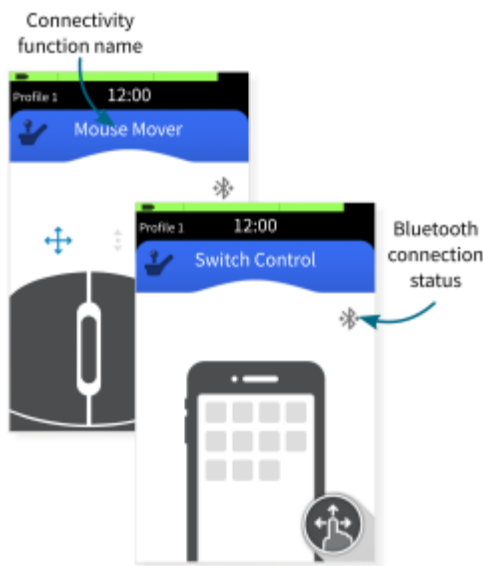 Connectivity
function name
Profile 1 12:00
Mouse Mover
Profile 1 12:00
Switch Control
Bluetooth
connection
status